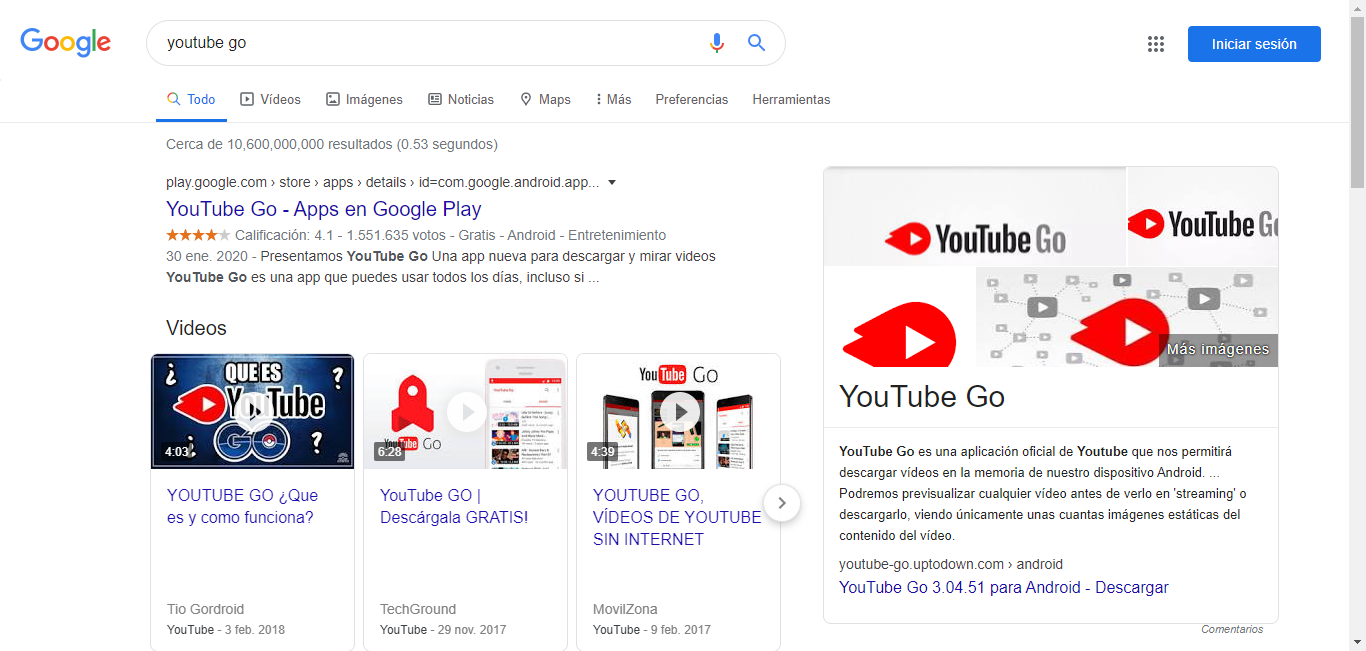 Google
youtube go
Iniciar sesión
Todo
Vídeos
Imágenes
Noticias
Maps
Más
Preferencias
Herramientas
Cerca de 10,600,000,000 resultados (0.53 segundos)
play.google.com › store › apps › details › id=com.google.android.app...
YouTube Go - Apps en Google Play
Calificación: 4.1 - 1.551.635 votos - Gratis - Android - Entretenimiento
30 ene. 2020 - Presentamos YouTube Go Una app nueva para descargar y mirar videos
YouTube Go es una app que puedes usar todos los días, incluso si ...
Videos
¿ QUE ES ?
YouTube
GO
?
4:03
YOUTUBE GO ¿Que
es y como funciona?
Tio Gordroid
YouTube - 3 feb. 2018
YouTube Go
6:28
YouTube GO |
Descárgala GRATIS!
TechGround
YouTube - 29 nov. 2017
YouTube Go
4:39
YOUTUBE GO,
VÍDEOS DE YOUTUBE
SIN INTERNET
MovilZona
YouTube - 9 feb. 2017
YouTube Go
YouTube Go
Más imágenes
YouTube Go
YouTube Go es una aplicación oficial de Youtube que nos permitirá
descargar vídeos en la memoria de nuestro dispositivo Android. ...
Podremos previsualizar cualquier vídeo antes de verlo en 'streaming' o
descargarlo, viendo únicamente unas cuantas imágenes estáticas del
contenido del vídeo.
youtube-go.uptodown.com › android
YouTube Go 3.04.51 para Android - Descargar
Comentarios